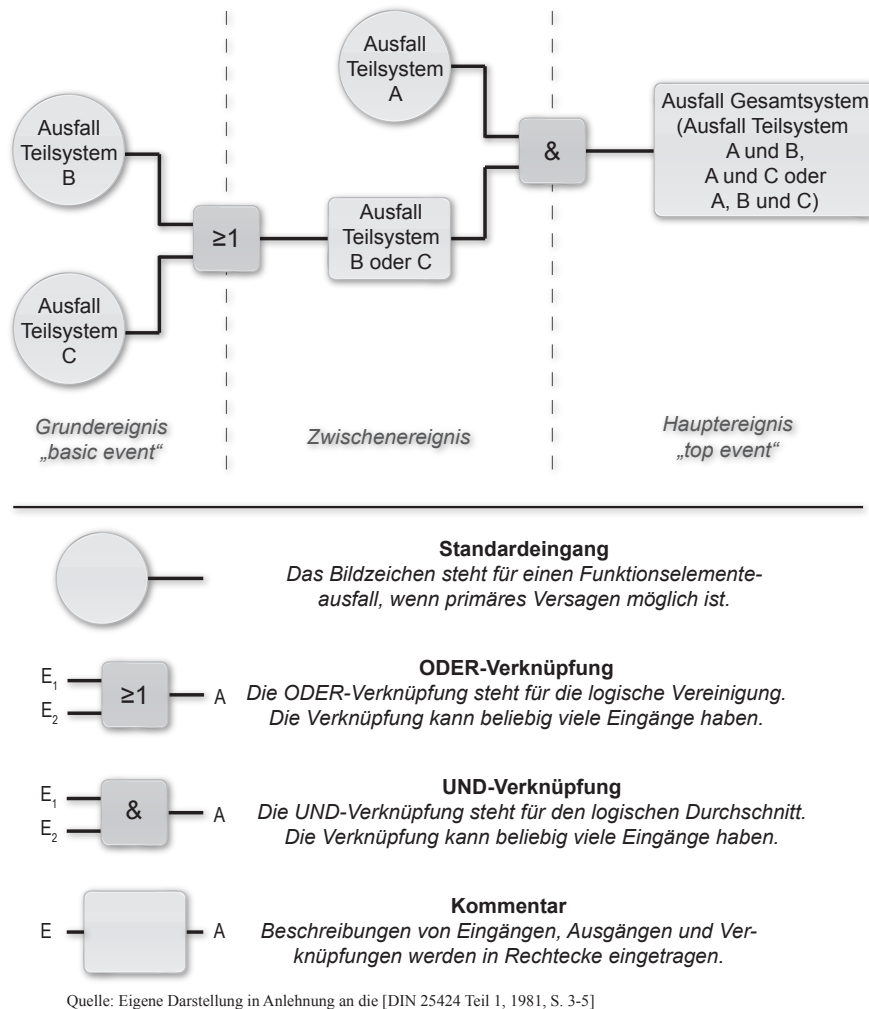 Ausfall
Teilsystem
A
Ausfall
Teilsystem
B
Ausfall Gesamtsystem
(Ausfall Teilsystem
A und B,
A und C oder
A, B und C)
&
≥1
Ausfall
Teilsystem
B oder C
Ausfall
Teilsystem
C
Grundereignis
„basic event“
Zwischenereignis
Hauptereignis
„top event“
Standardeingang
Das Bildzeichen steht für einen Funktionselemente-
ausfall, wenn primäres Versagen möglich ist.
E1
E2
≥1
A
ODER-Verknüpfung
Die ODER-Verknüpfung steht für die logische Vereinigung.
Die Verknüpfung kann beliebig viele Eingänge haben.
E1
E2
&
A
UND-Verknüpfung
Die UND-Verknüpfung steht für den logischen Durchschnitt.
Die Verknüpfung kann beliebig viele Eingänge haben.
E
A
Kommentar
Beschreibungen von Eingängen, Ausgängen und Ver-
knüpfungen werden in Rechtecke eingetragen.
Quelle: Eigene Darstellung in Anlehnung an die [DIN 25424 Teil 1, 1981, S. 3-5]